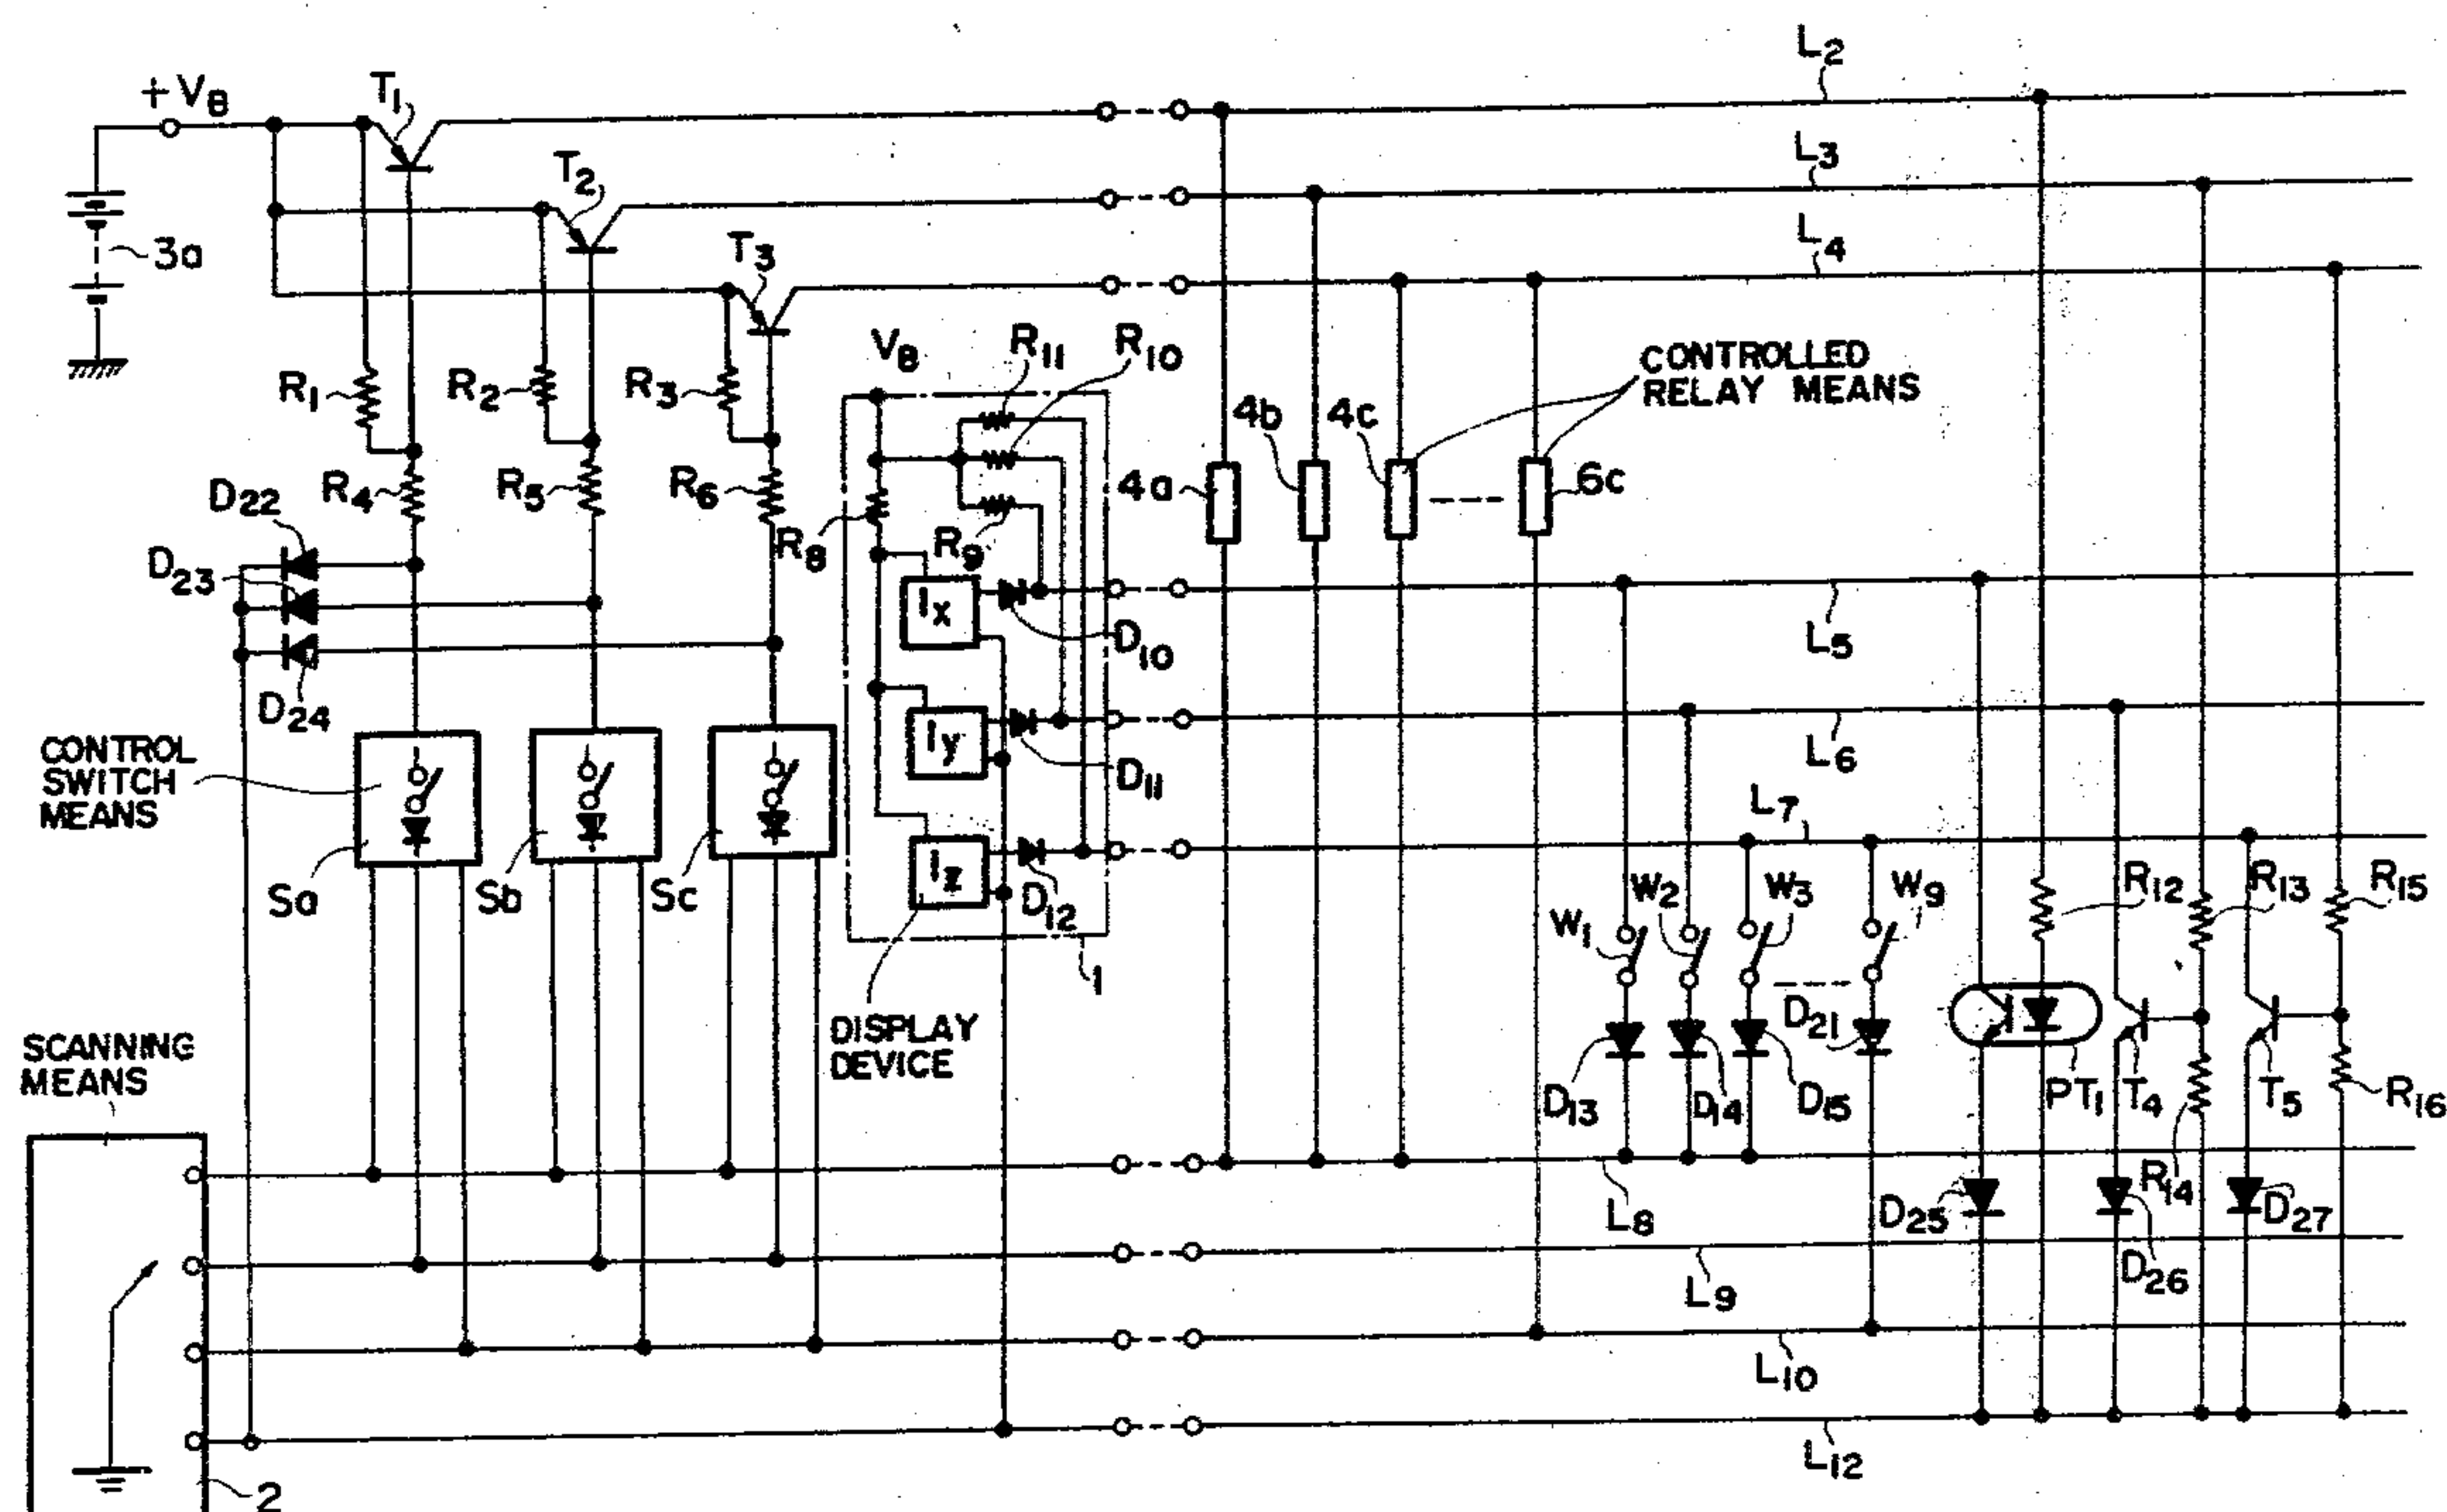 L2
+VB
T1
L3
T2
L4
T3
3a
VB
R11
R10
CONTROLLED
RELAY MEANS
R1
R2
R3
4b
4c
4a
6c
D22
R4
R5
R6
R8
R9
D23
Ix
D10
L5
D24
Iy
D11
L6
CONTROL
SWITCH
MEANS
L7
Iz
D12
Sa
Sb
Sc
W1
W2
W3
W9
R12
R13
R15
1
DISPLAY
DEVICE
D21
SCANNING
MEANS
D13
D14
D15
PT1
T4
T5
R16
R14
L8
D25
D27
D26
L9
L10
L12
2